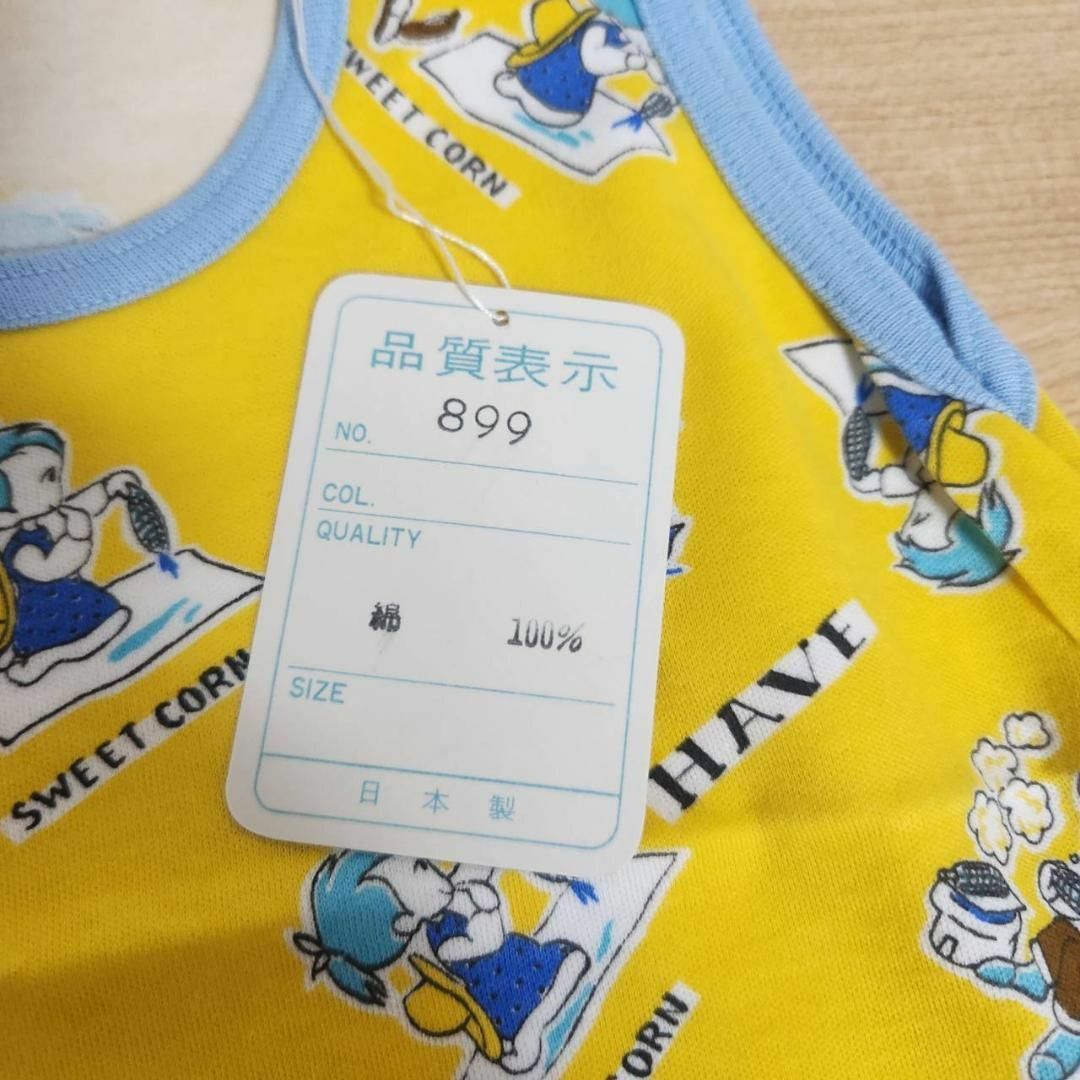 SWEET CORN
品質表示
NO. 899
COL.
QUALITY
綿 100%
SIZE
日本製
SWEET CORN
HAVE
ORN